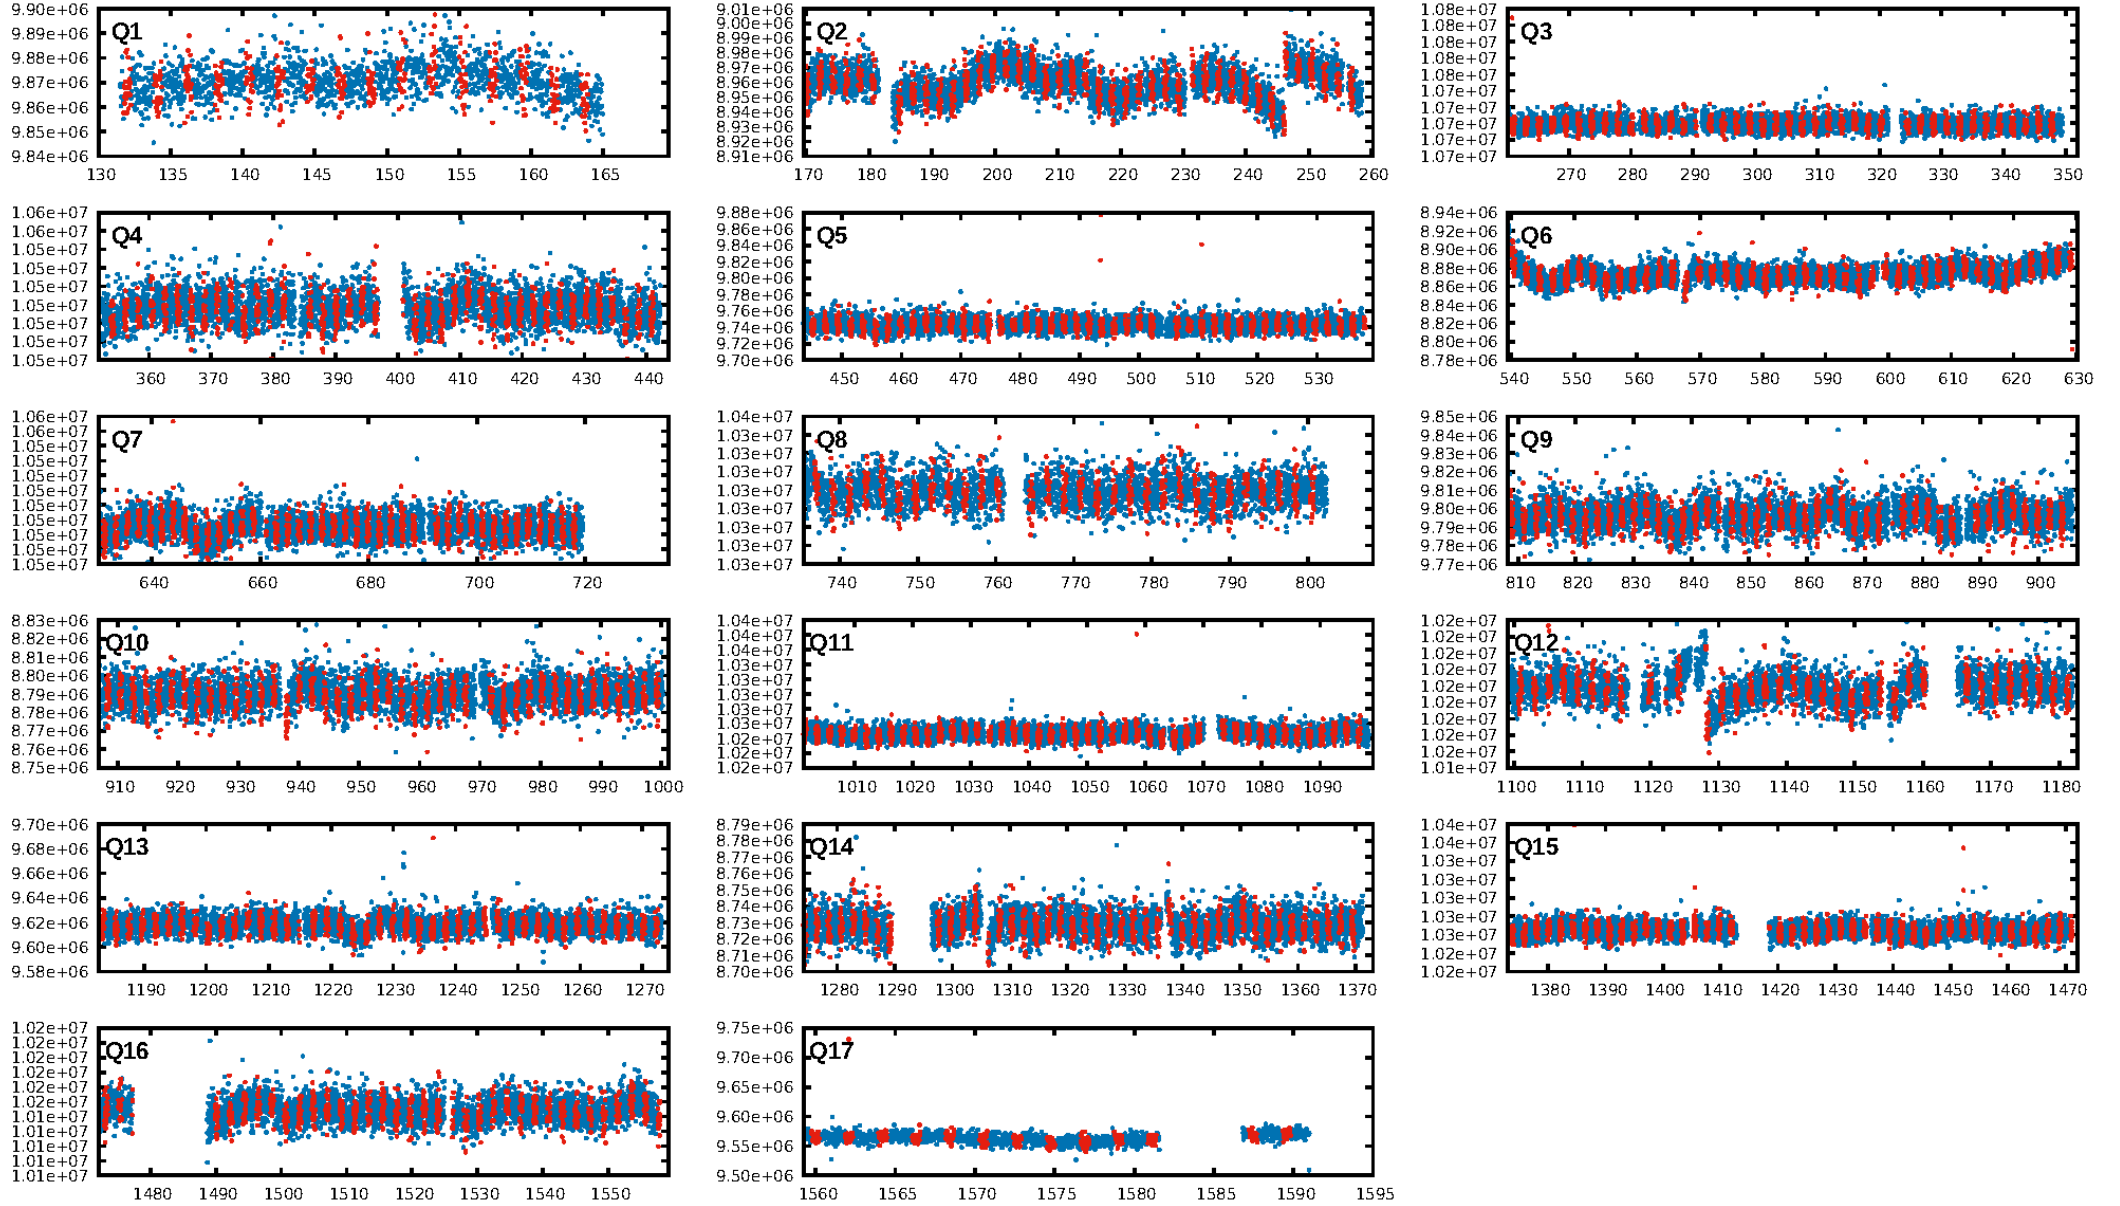 Q1
9.90e+06
9.89e+06
9.88e+06
9.87e+06
9.86e+06
9.85e+06
9.84e+06
130 135 140 145 150 155 160 165
Q2
9.01e+06
9.00e+06
8.99e+06
8.98e+06
8.97e+06
8.96e+06
8.95e+06
8.94e+06
8.93e+06
8.92e+06
8.91e+06
170 180 190 200 210 220 230 240 250 260
Q3
1.08e+07
1.08e+07
1.08e+07
1.08e+07
1.08e+07
1.07e+07
1.07e+07
1.07e+07
1.07e+07
1.07e+07
270 280 290 300 310 320 330 340 350
Q4
1.06e+07
1.05e+07
1.05e+07
1.05e+07
1.05e+07
1.05e+07
1.05e+07
1.05e+07
1.05e+07
360 370 380 390 400 410 420 430 440
Q5
9.88e+06
9.86e+06
9.84e+06
9.82e+06
9.80e+06
9.78e+06
9.76e+06
9.74e+06
9.72e+06
9.70e+06
450 460 470 480 490 500 510 520 530
Q6
8.94e+06
8.92e+06
8.90e+06
8.88e+06
8.86e+06
8.84e+06
8.82e+06
8.80e+06
8.78e+06
540 550 560 570 580 590 600 610 620 630
Q7
1.06e+07
1.06e+07
1.05e+07
1.05e+07
1.05e+07
1.05e+07
1.05e+07
1.05e+07
1.05e+07
1.05e+07
1.05e+07
640 660 680 700 720
Q8
1.04e+07
1.03e+07
1.03e+07
1.03e+07
1.03e+07
1.03e+07
1.03e+07
1.03e+07
1.03e+07
740 750 760 770 780 790 800
Q9
9.85e+06
9.84e+06
9.83e+06
9.82e+06
9.81e+06
9.80e+06
9.79e+06
9.78e+06
9.77e+06
810 820 830 840 850 860 870 880 890 900
Q10
8.83e+06
8.82e+06
8.81e+06
8.80e+06
8.79e+06
8.78e+06
8.77e+06
8.76e+06
8.75e+06
910 920 930 940 950 960 970 980 990 1000
Q11
1.04e+07
1.04e+07
1.04e+07
1.03e+07
1.03e+07
1.03e+07
1.03e+07
1.03e+07
1.02e+07
1.02e+07
1.02e+07
1010 1020 1030 1040 1050 1060 1070 1080 1090
Q12
1.02e+07
1.02e+07
1.02e+07
1.02e+07
1.02e+07
1.02e+07
1.02e+07
1.02e+07
1.02e+07
1.01e+07
1100 1110 1120 1130 1140 1150 1160 1170 1180
Q13
9.70e+06
9.68e+06
9.66e+06
9.64e+06
9.62e+06
9.60e+06
9.58e+06
1190 1200 1210 1220 1230 1240 1250 1260 1270
Q14
8.79e+06
8.78e+06
8.77e+06
8.76e+06
8.75e+06
8.74e+06
8.73e+06
8.72e+06
8.71e+06
8.70e+06
1280 1290 1300 1310 1320 1330 1340 1350 1360 1370
Q15
1.04e+07
1.04e+07
1.03e+07
1.03e+07
1.03e+07
1.03e+07
1.03e+07
1.02e+07
1.02e+07
1380 1390 1400 1410 1420 1430 1440 1450 1460 1470
Q16
1.02e+07
1.02e+07
1.02e+07
1.02e+07
1.02e+07
1.02e+07
1.01e+07
1.01e+07
1.01e+07
1.01e+07
1.01e+07
1480 1490 1500 1510 1520 1530 1540 1550
Q17
9.75e+06
9.70e+06
9.65e+06
9.60e+06
9.55e+06
9.50e+06
1560 1565 1570 1575 1580 1585 1590 1595